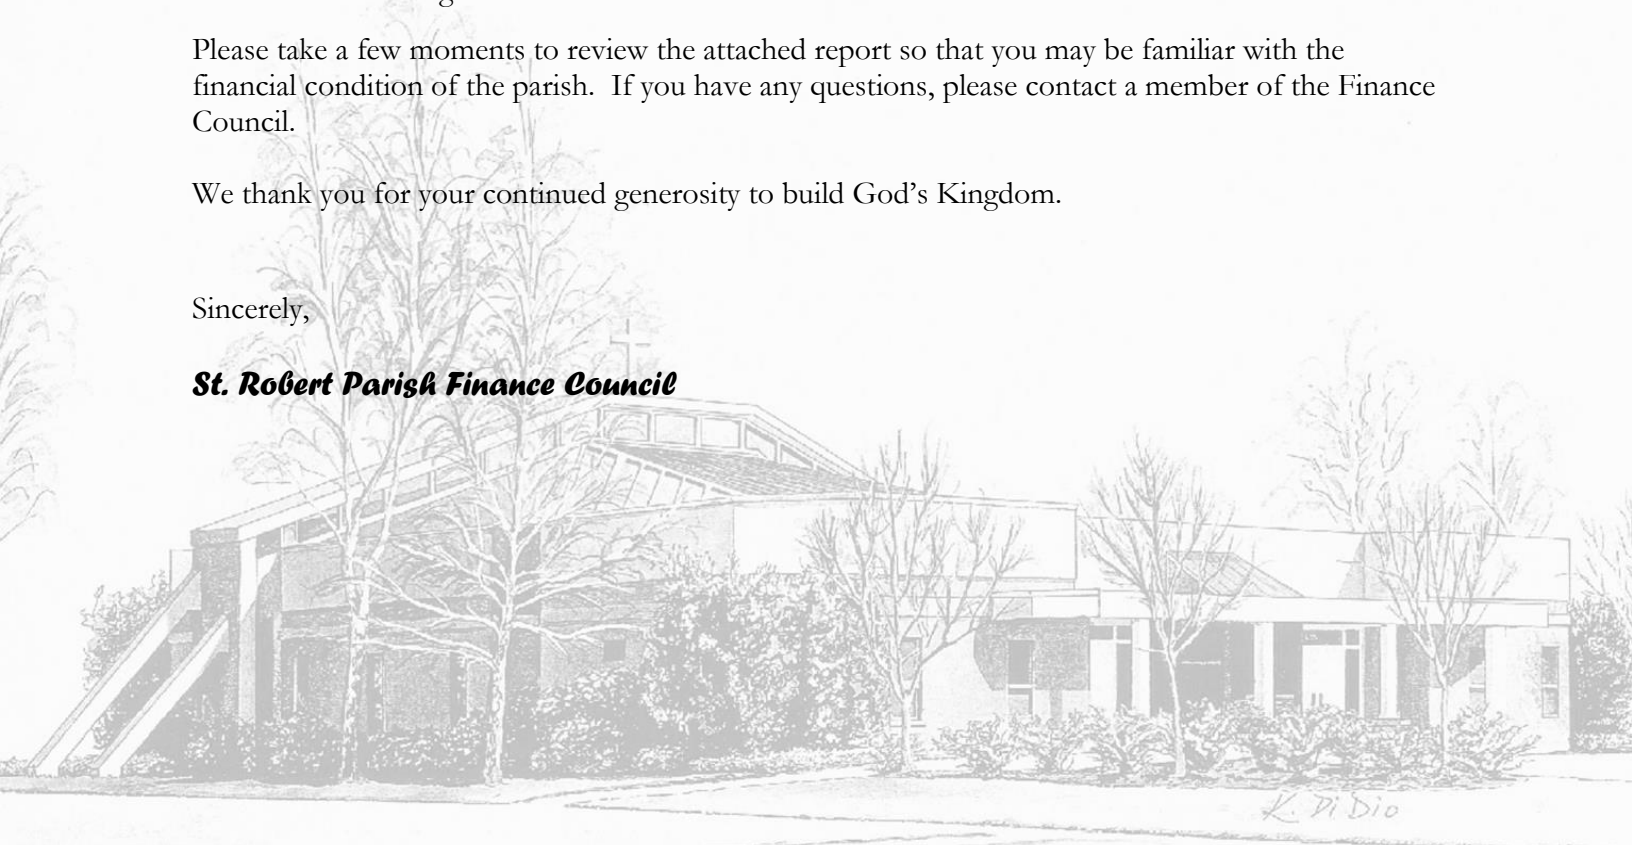 Please take a few moments to review the attached report so that you may be familiar with the
financial condition of the parish.  If you have any questions, please contact a member of the Finance
Council.
We thank you for your continued generosity to build God’s Kingdom.
Sincerely,
St. Robert Parish Finance Council
K. Di Dio